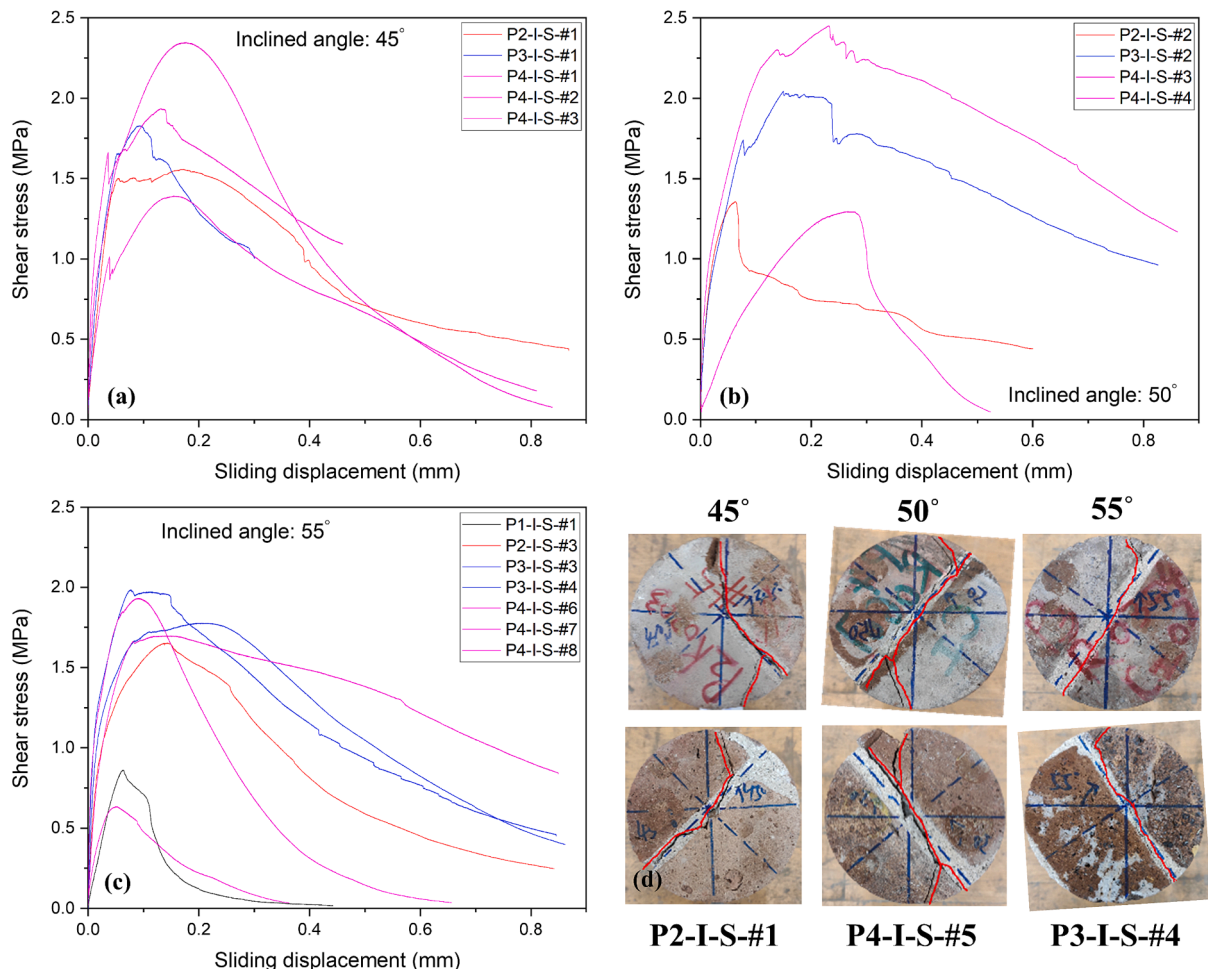 Inclined angle: 45°
P2-I-S-#1
P3-I-S-#1
P4-I-S-#1
P4-I-S-#2
P4-I-S-#3
2.5
2.0
1.5
1.0
0.5
0.0
Shear stress (MPa)
(a)
0.0 0.2 0.4 0.6 0.8
Sliding displacement (mm)
P2-I-S-#2
P3-I-S-#2
P4-I-S-#3
P4-I-S-#4
2.5
2.0
1.5
1.0
0.5
0.0
Shear stress (MPa)
(b)
Inclined angle: 50°
0.0 0.2 0.4 0.6 0.8
Sliding displacement (mm)
Inclined angle: 55°
P1-I-S-#1
P2-I-S-#3
P3-I-S-#3
P3-I-S-#4
P4-I-S-#6
P4-I-S-#7
P4-I-S-#8
2.5
2.0
1.5
1.0
0.5
0.0
Shear stress (MPa)
(c)
0.0 0.2 0.4 0.6 0.8
Sliding displacement (mm)
45° 50° 55°
(d)
P2-I-S-#1 P4-I-S-#5 P3-I-S-#4